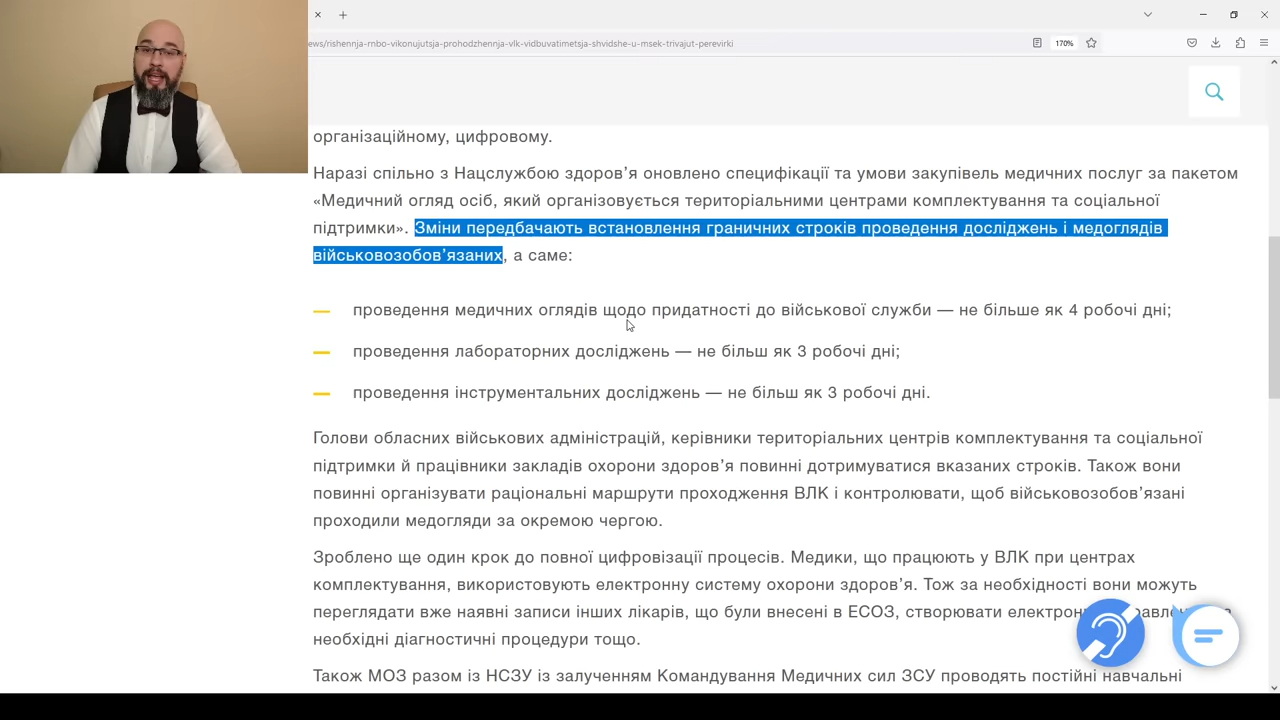 ews/rishennja-rnbo-vikonujutsja-prohodzhennja-vlk-vidbuvatimetsja-shvidshe-u-msek-trivajut-perevirki
170%
організаційному, цифровому.
Наразі спільно з Нацслужбою здоров’я оновлено специфікації та умови закупівель медичних послуг за пакетом
«Медичний огляд осіб, який організовується територіальними центрами комплектування та соціальної
підтримки». Зміни передбачають встановлення граничних строків проведення досліджень і медоглядів
військовозобов’язаних, а саме:
— проведення медичних оглядів щодо придатності до військової служби — не більше як 4 робочі дні;
— проведення лабораторних досліджень — не більш як 3 робочі дні;
— проведення інструментальних досліджень — не більш як 3 робочі дні.
Голови обласних військових адміністрацій, керівники територіальних центрів комплектування та соціальної
підтримки й працівники закладів охорони здоров’я повинні дотримуватися вказаних строків. Також вони
повинні організувати раціональні маршрути проходження ВЛК і контролювати, щоб військовозобов’язані
проходили медогляди за окремою чергою.
Зроблено ще один крок до повної цифровізації процесів. Медики, що працюють у ВЛК при центрах
комплектування, використовують електронну систему охорони здоров’я. Тож за необхідності вони можуть
переглядати вже наявні записи інших лікарів, що були внесені в ЕСОЗ, створювати
необхідні діагностичні процедури тощо.
Також МОЗ разом із НСЗУ із залученням Командування Медичних сил ЗСУ проводять постійні навчальні